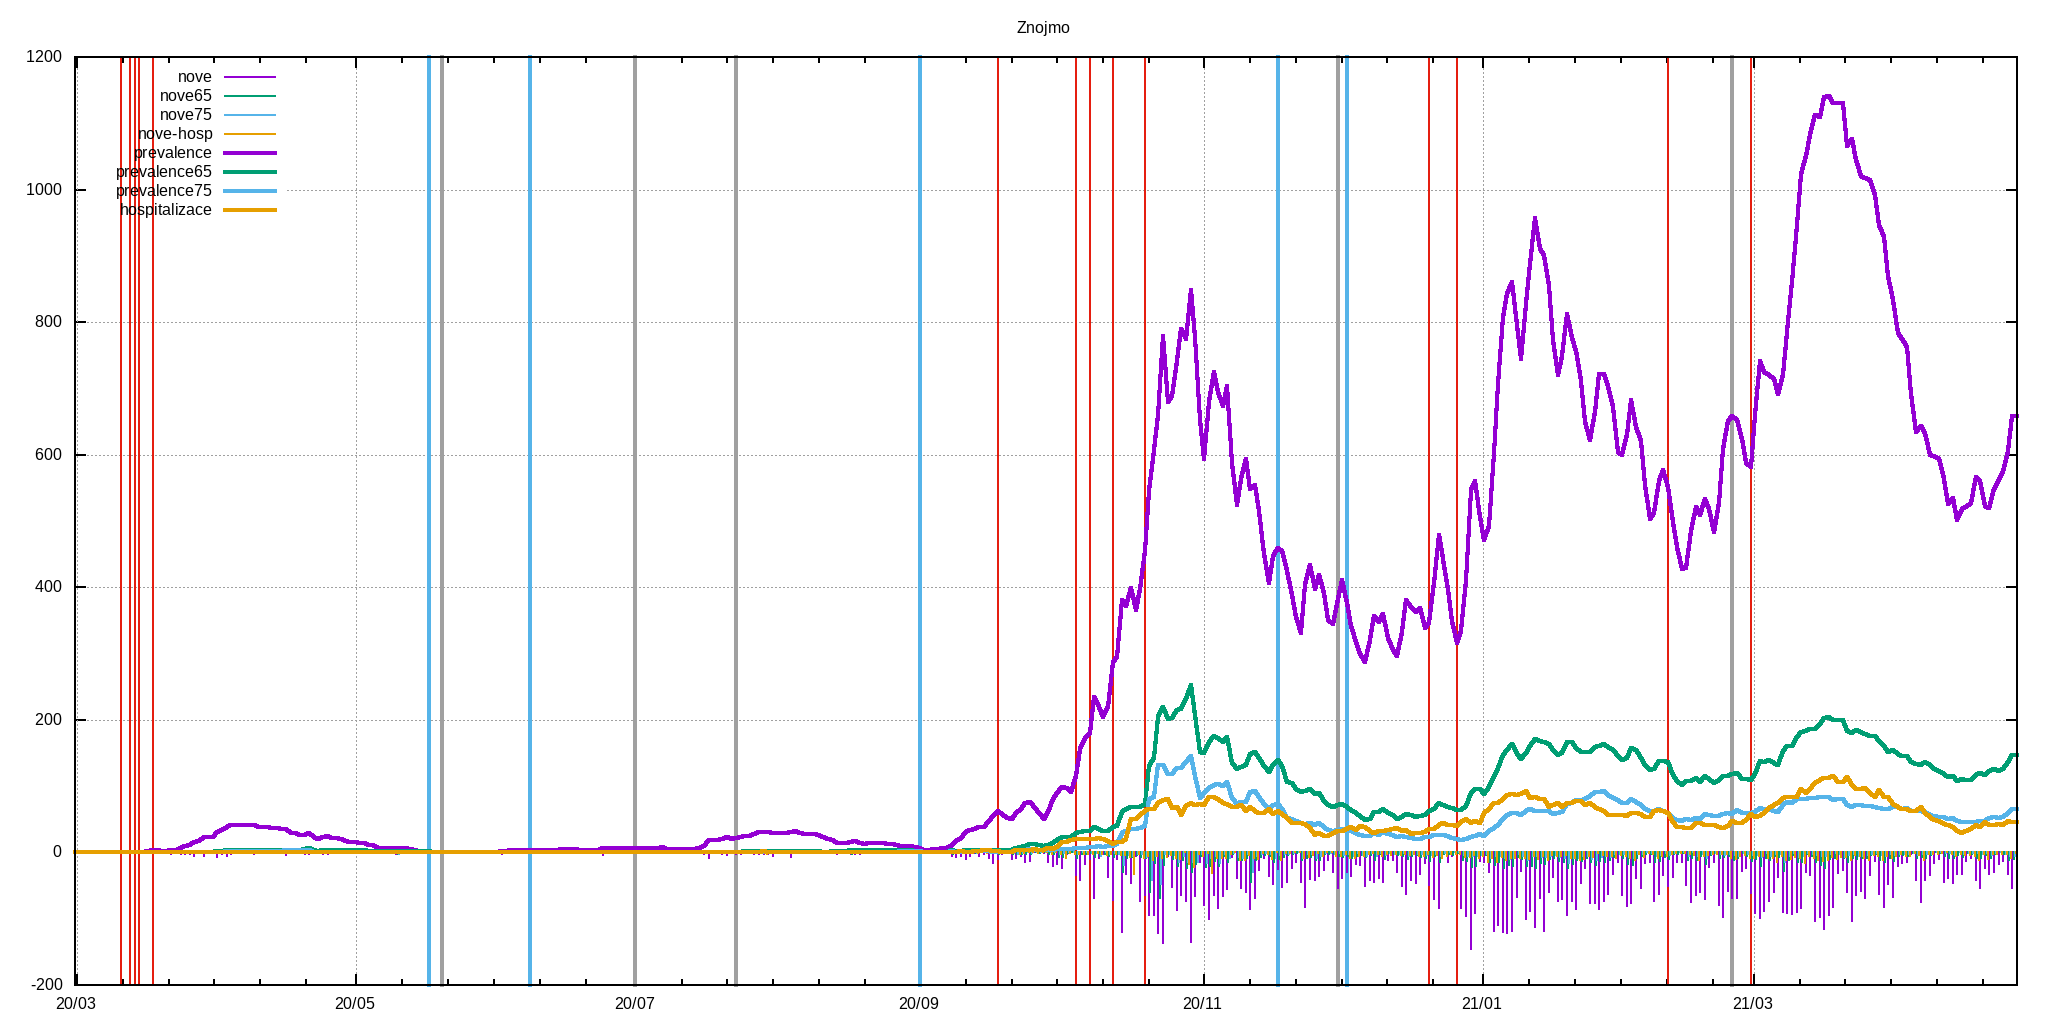 Znojmo
1200
1000
800
600
400
200
0
-200
nove
nove65
nove75
nove-hosp
prevalence
prevalence65
prevalence75
hospitalizace
20/03
20/05
20/07
20/09
20/11
21/01
21/03